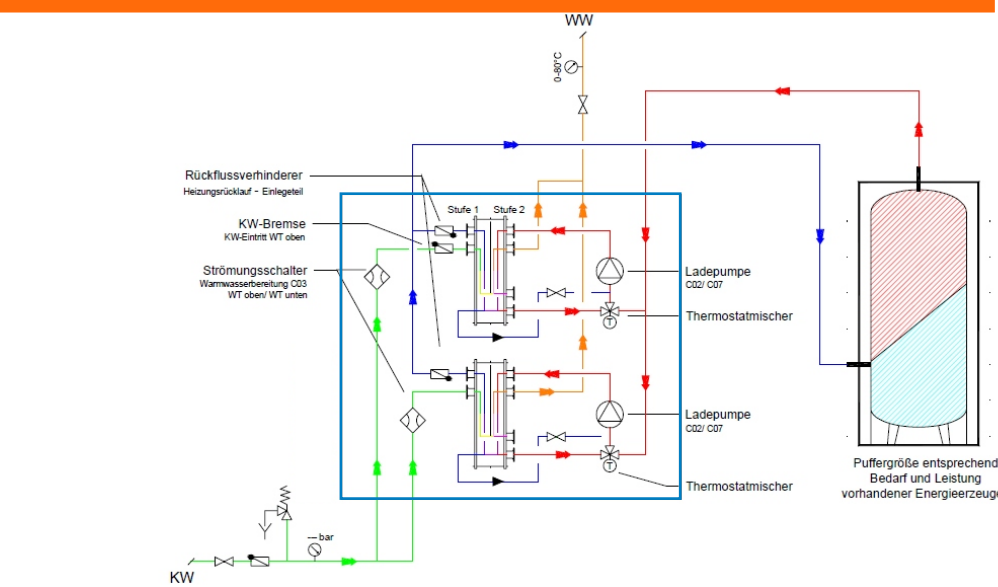 WW
0-80°C
Rückflussverhinderer
Heizungsrücklauf - Einlegeteil
KW-Bremse
KW-Eintritt WT oben
Strömungsschalter
Warmwasserbereitung C03
WT oben/ WT unten
Stufe 1 Stufe 2
Ladepumpe
C02/ C07
T
Thermostatmischer
Ladepumpe
C02/ C07
T
Thermostatmischer
Puffergröße entsprechend
Bedarf und Leistung
vorhandener Energieerzeuge
--- bar
KW